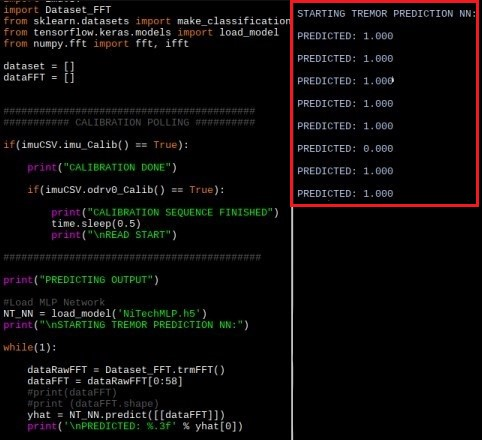 import Dataset_FFT
from sklearn.datasets import make_classification
from tensorflow.keras.models import load_model
from numpy.fft import fft, ifft
dataset = []
dataFFT = []
##########################################
########### CALIBRATION POLLING ##########
if(imuCSV.imu_Calib() == True):
print("CALIBRATION DONE")
if(imuCSV.odrv0_Calib() == True):
print("CALIBRATION SEQUENCE FINISHED")
time.sleep(0.5)
print("\nREAD START")
###########################################
print("PREDICTING OUTPUT")
#Load MLP Network
NT_NN = load_model('NiTechMLP.h5')
print("\nSTARTING TREMOR PREDICTION NN:")
while(1):
dataRawFFT = Dataset_FFT.trmFFT()
dataFFT = dataRawFFT[0:58]
#print(dataFFT)
#print (dataFFT.shape)
yhat = NT_NN.predict([[dataFFT]])
print('\nPREDICTED: %.3f' % yhat[0])
STARTING TREMOR PREDICTION NN:
PREDICTED: 1.000
PREDICTED: 1.000
PREDICTED: 1.000
PREDICTED: 1.000
PREDICTED: 1.000
PREDICTED: 0.000
PREDICTED: 1.000
PREDICTED: 1.000